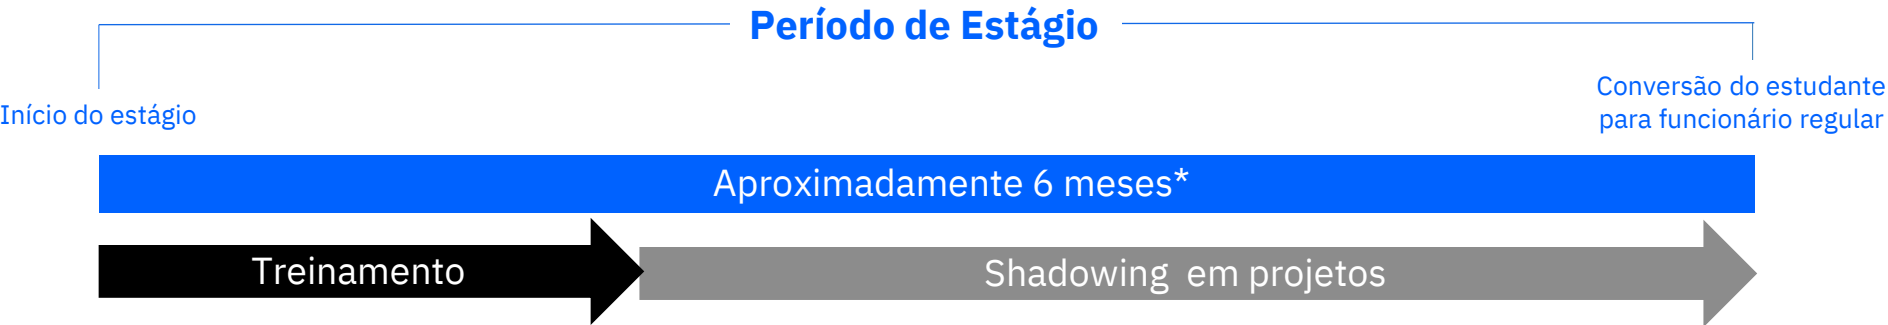 Período de Estágio
Início do estágio
Conversão do estudante
para funcionário regular
Aproximadamente 6 meses*
Treinamento
Shadowing em projetos